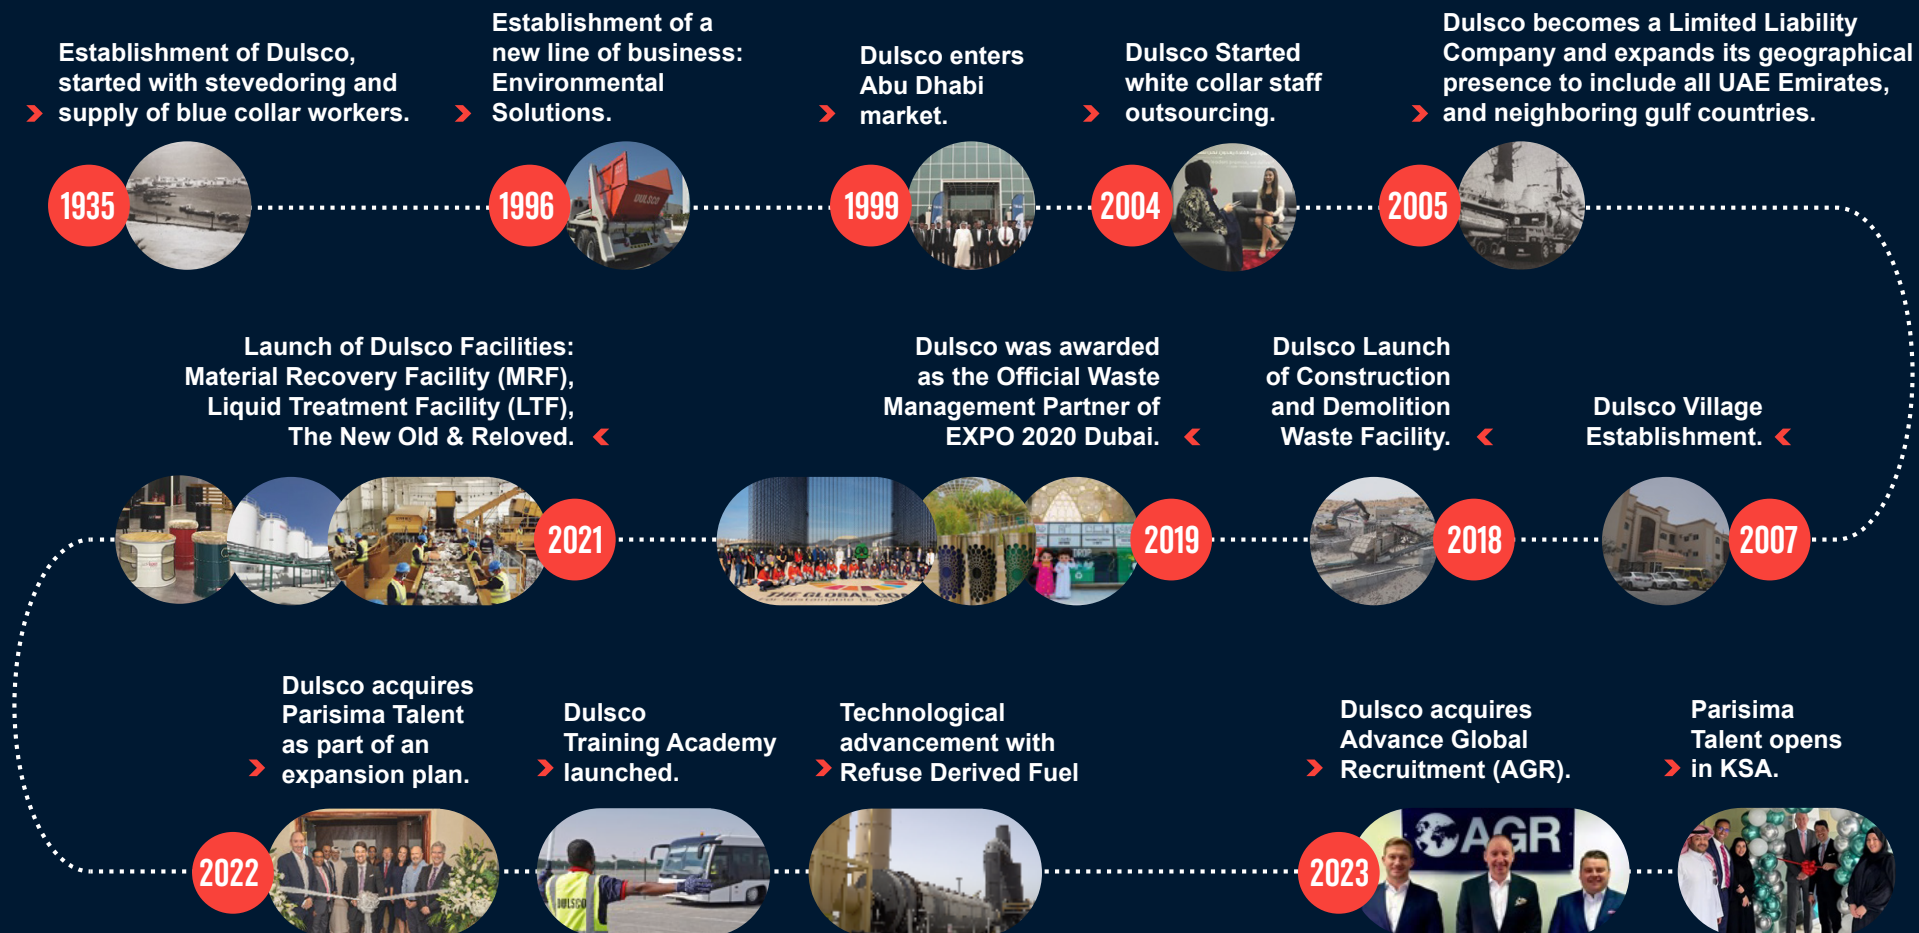 Establishment of Dulsco,
started with stevedoring and
supply of blue collar workers.
1935
Establishment of a
new line of business:
Environmental
Solutions.
1996
DULSCO
Dulsco enters
Abu Dhabi
market.
1999
Dulsco Started
white collar staff
outsourcing.
2004
Dulsco becomes a Limited Liability
Company and expands its geographical
presence to include all UAE Emirates,
and neighboring gulf countries.
2005
Dulsco Village
Establishment.
2007
Dulsco Launch
of Construction
and Demolition
Waste Facility.
2018
Dulsco was awarded
as the Official Waste
Management Partner of
EXPO 2020 Dubai.
2019
THE GLOBAL
Launch of Dulsco Facilities:
Material Recovery Facility (MRF),
Liquid Treatment Facility (LTF),
The New Old & Reloved.
2021
Dulsco acquires
Parisima Talent
as part of an
expansion plan.
2022
Dulsco
Training Academy
launched.
DULSCO
Technological
advancement with
Refuse Derived Fuel
Dulsco acquires
Advance Global
Recruitment (AGR).
2023
AGR
Parisima
Talent opens
in KSA.